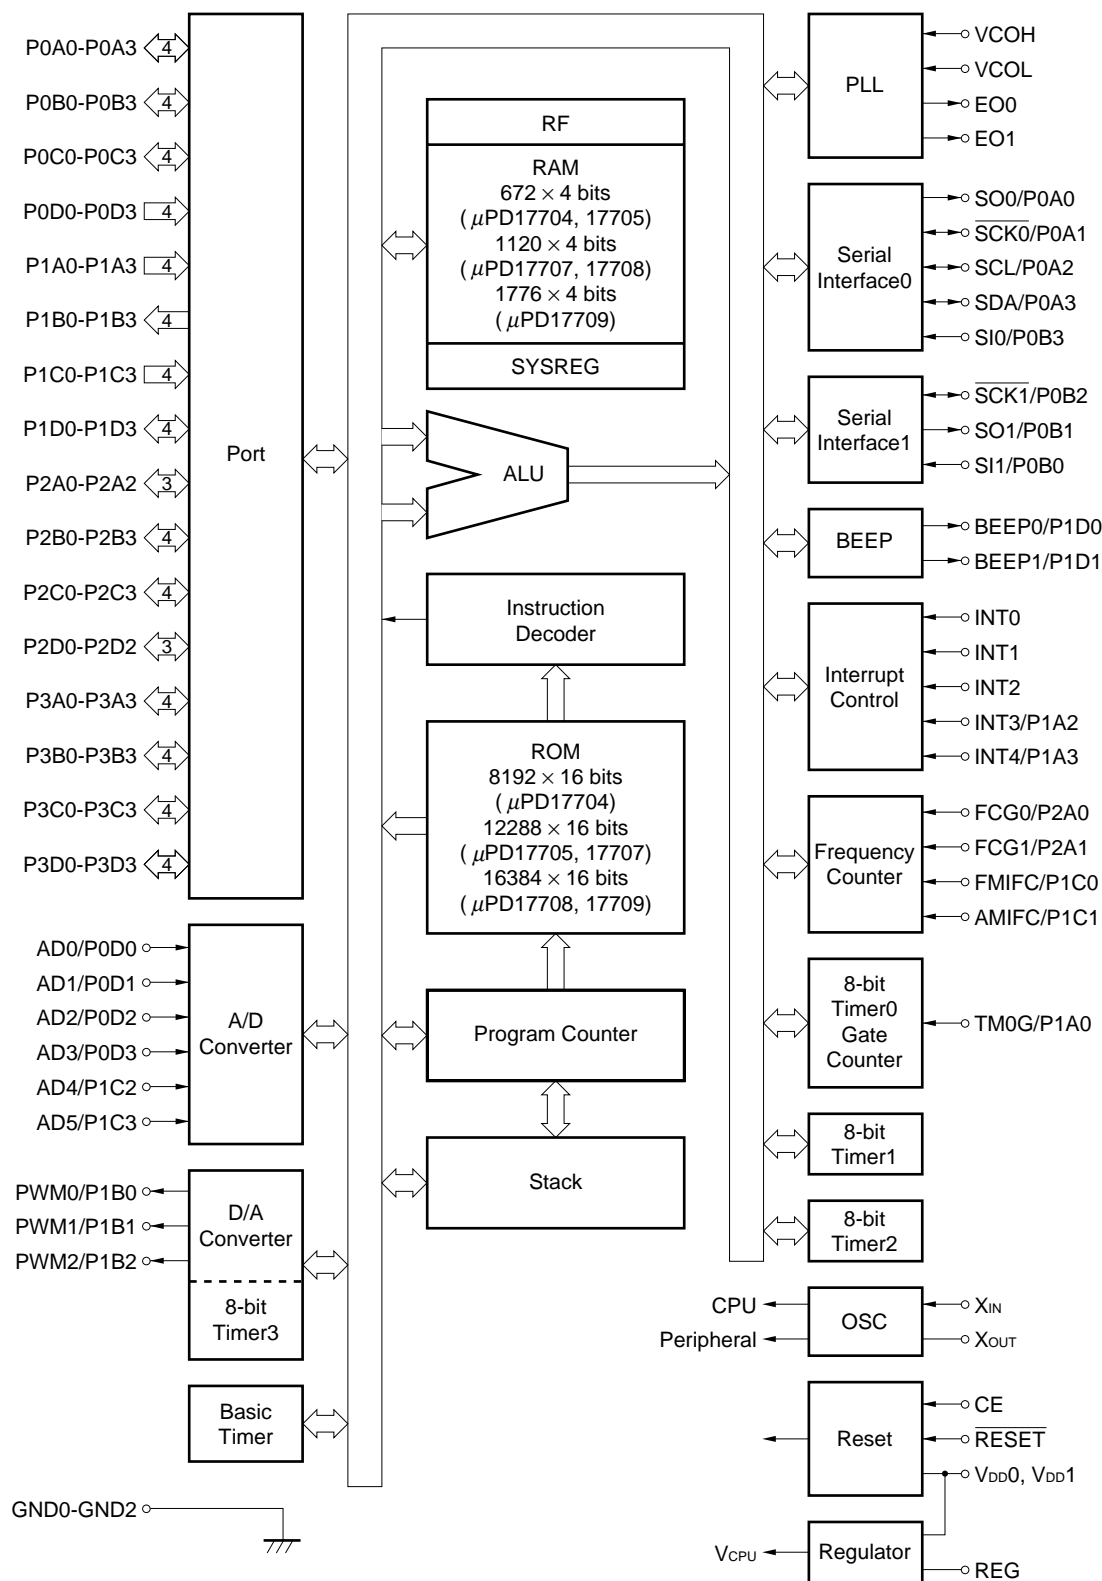 P0A0-P0A3 4
P0B0-P0B3 4
P0C0-P0C3 4
P0D0-P0D3 4
P1A0-P1A3 4
P1B0-P1B3 4
P1C0-P1C3 4
P1D0-P1D3 4
P2A0-P2A2 3
P2B0-P2B3 4
P2C0-P2C3 4
P2D0-P2D2 3
P3A0-P3A3 4
P3B0-P3B3 4
P3C0-P3C3 4
P3D0-P3D3 4
Port
AD0/P0D0
AD1/P0D1
AD2/P0D2
AD3/P0D3
AD4/P1C2
AD5/P1C3
A/D
Converter
PWM0/P1B0
PWM1/P1B1
PWM2/P1B2
D/A
Converter
8-bit
Timer3
Basic
Timer
GND0-GND2
RF
RAM
672 × 4 bits
(μPD17704, 17705)
1120 × 4 bits
(μPD17707, 17708)
1776 × 4 bits
(μPD17709)
SYSREG
ALU
Instruction
Decoder
ROM
8192 × 16 bits
(μPD17704)
12288 × 16 bits
(μPD17705, 17707)
16384 × 16 bits
(μPD17708, 17709)
Program Counter
Stack
PLL
VCOH
VCOL
EO0
EO1
Serial
Interface0
SO0/P0A0
SCK0/P0A1
SCL/P0A2
SDA/P0A3
SI0/P0B3
Serial
Interface1
SCK1/P0B2
SO1/P0B1
SI1/P0B0
BEEP
BEEP0/P1D0
BEEP1/P1D1
Interrupt
Control
INT0
INT1
INT2
INT3/P1A2
INT4/P1A3
Frequency
Counter
FCG0/P2A0
FCG1/P2A1
FMIFC/P1C0
AMIFC/P1C1
8-bit
Timer0
Gate
Counter
TM0G/P1A0
8-bit
Timer1
8-bit
Timer2
CPU
Peripheral
OSC
XIN
XOUT
Reset
CE
RESET
VDD0, VDD1
VCPU
Regulator
REG